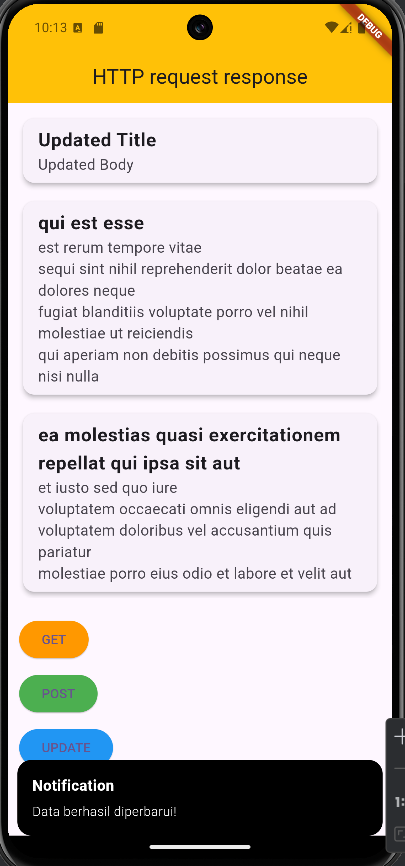 10:13
DEBUG
HTTP request response
Updated Title
Updated Body
qui est esse
est rerum tempore vitae
sequi sint nihil reprehenderit dolor beatae ea
dolores neque
fugiat blanditiis voluptate porro vel nihil
molestiae ut reiciendis
qui aperiam non debitis possimus qui neque
nisi nulla
ea molestias quasi exercitationem
repellat qui ipsa sit aut
et iusto sed quo iure
voluptatem occaecati omnis eligendi aut ad
voluptatem doloribus vel accusantium quis
pariatur
molestiae porro eius odio et labore et velit aut
GET
POST
UPDATE
Notification
Data berhasil diperbarui!